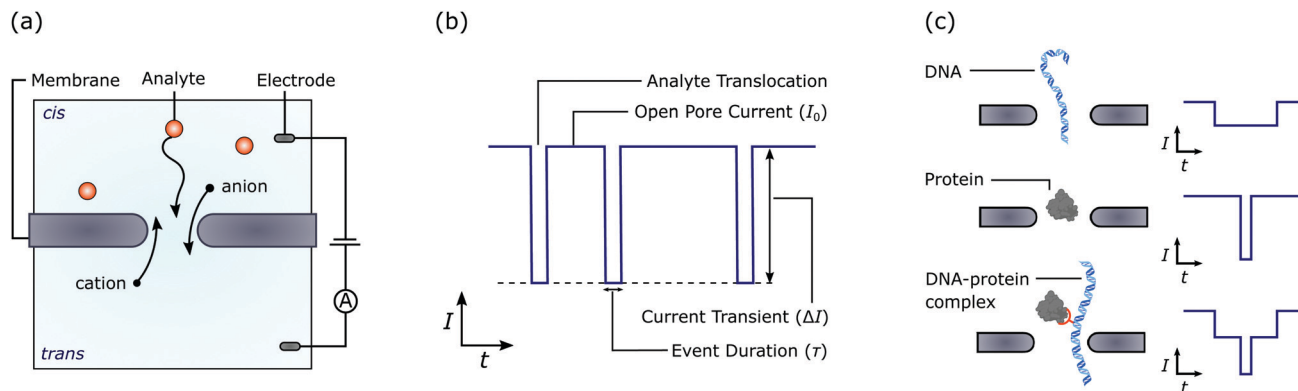 (a)
Membrane
Analyte
Electrode
cis
anion
cation
A
trans
(b)
Analyte Translocation
Open Pore Current (I₀)
Current Transient (ΔI)
Event Duration (τ)
I
t
(c)
DNA
I
t
Protein
I
t
DNA-protein
complex
I
t